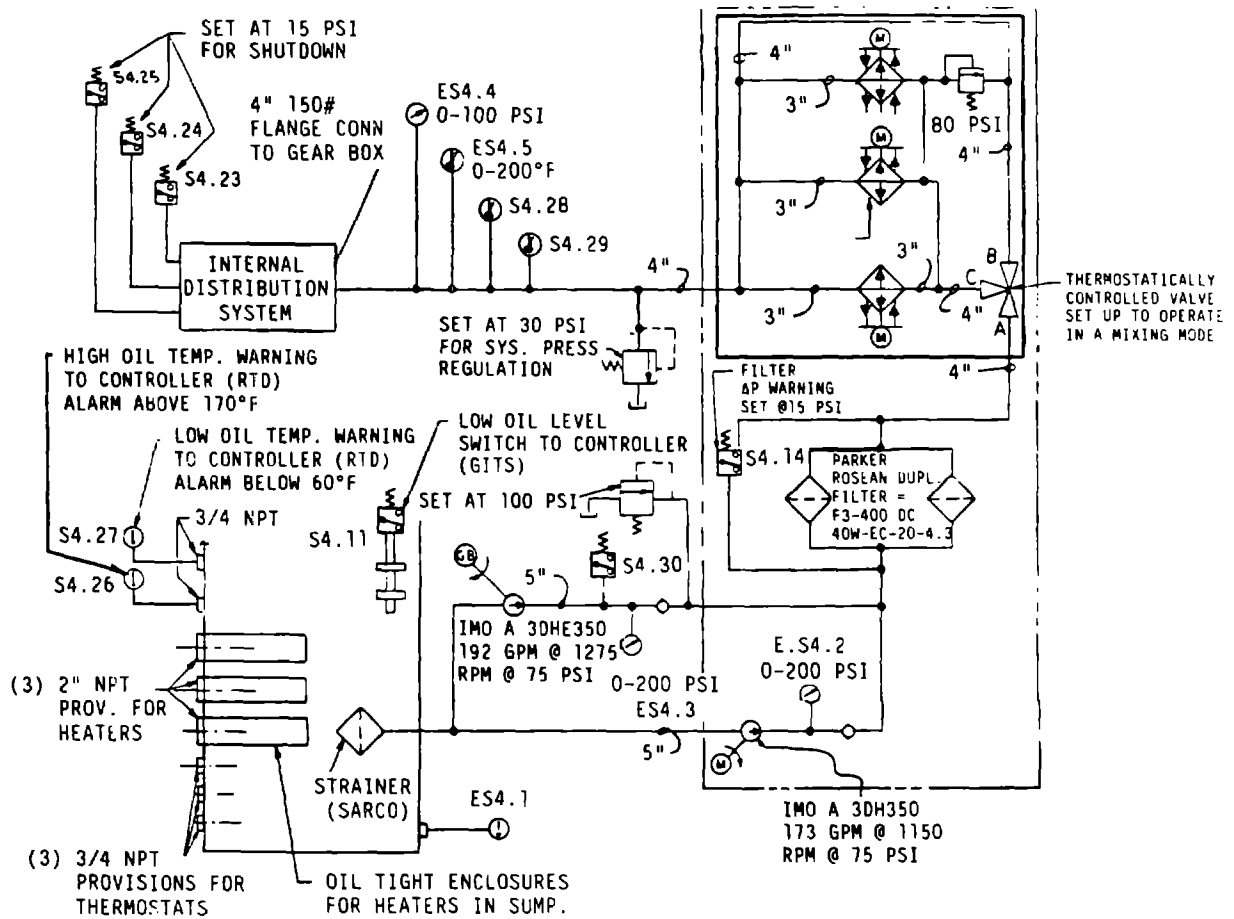 SET AT 15 PSI
FOR SHUTDOWN
S4.25
S4.24
S4.23
4" 150#
FLANGE CONN
TO GEAR BOX
ES4.4
0-100 PSI
ES4.5
0-200°F
S4.28
S4.29
INTERNAL
DISTRIBUTION
SYSTEM
4"
SET AT 30 PSI
FOR SYS. PRESS
REGULATION
M
4"
3"
80 PSI
4"
M
3"
3"
B
C
4"
A
3"
M
4"
THERMOSTATICALLY
CONTROLLED VALVE
SET UP TO OPERATE
IN A MIXING MODE
HIGH OIL TEMP. WARNING
TO CONTROLLER (RTD)
ALARM ABOVE 170°F
LOW OIL TEMP. WARNING
TO CONTROLLER (RTD)
ALARM BELOW 60°F
3/4 NPT
S4.27
S4.26
LOW OIL LEVEL
SWITCH TO CONTROLLER
(GITS)
S4.11
SET AT 100 PSI
FILTER
ΔP WARNING
SET @15 PSI
S4.14
PARKER
ROSEAN DUPL.
FILTER =
F3-400 DC
40W-EC-20-4.3
GB
5"
S4.30
IMO A 3DHE350
192 GPM @ 1275
RPM @ 75 PSI
0-200 PSI
ES4.3
E.S4.2
0-200 PSI
5"
M
IMO A 3DH350
173 GPM @ 1150
RPM @ 75 PSI
(3) 2" NPT
PROV. FOR
HEATERS
STRAINER
(SARCO)
ES4.1
(3) 3/4 NPT
PROVISIONS FOR
THERMOSTATS
OIL TIGHT ENCLOSURES
FOR HEATERS IN SUMP.